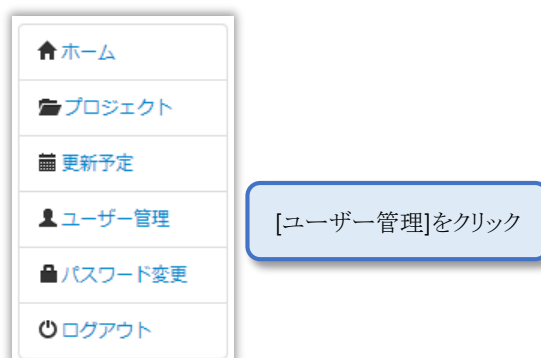 ホーム
プロジェクト
更新予定
ユーザー管理
[ユーザー管理]をクリック
パスワード変更
ログアウト